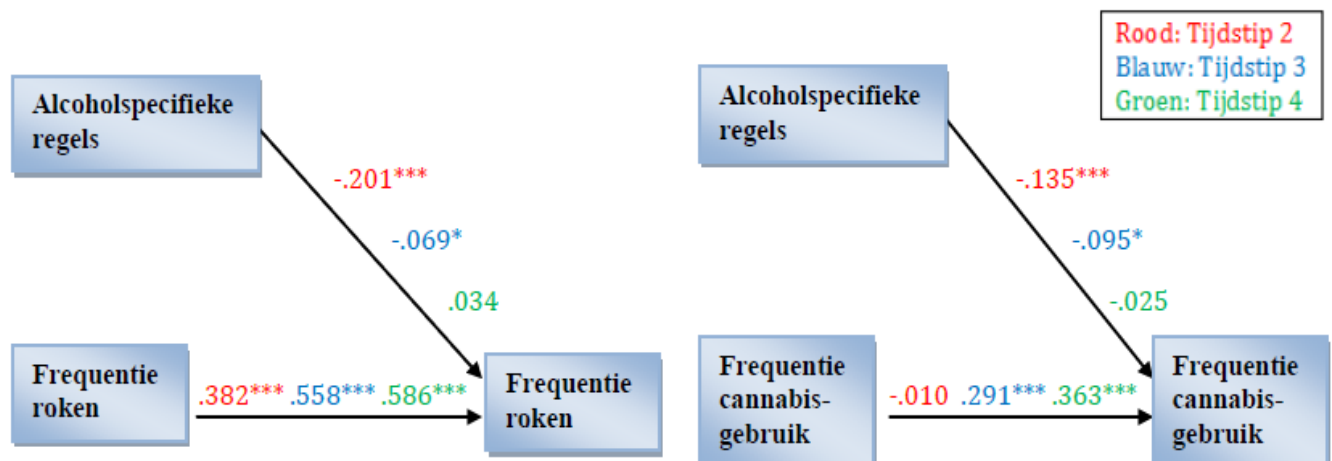 Rood: Tijdstip 2
Blauw: Tijdstip 3
Groen: Tijdstip 4
Alcoholspecifieke
regels
-.201***
-.069*
.034
Frequentie
roken
.382*** .558*** .586***
Frequentie
roken
Alcoholspecifieke
regels
-.135***
-.095*
-.025
Frequentie
cannabis-
gebruik
-.010 .291*** .363***
Frequentie
cannabis-
gebruik